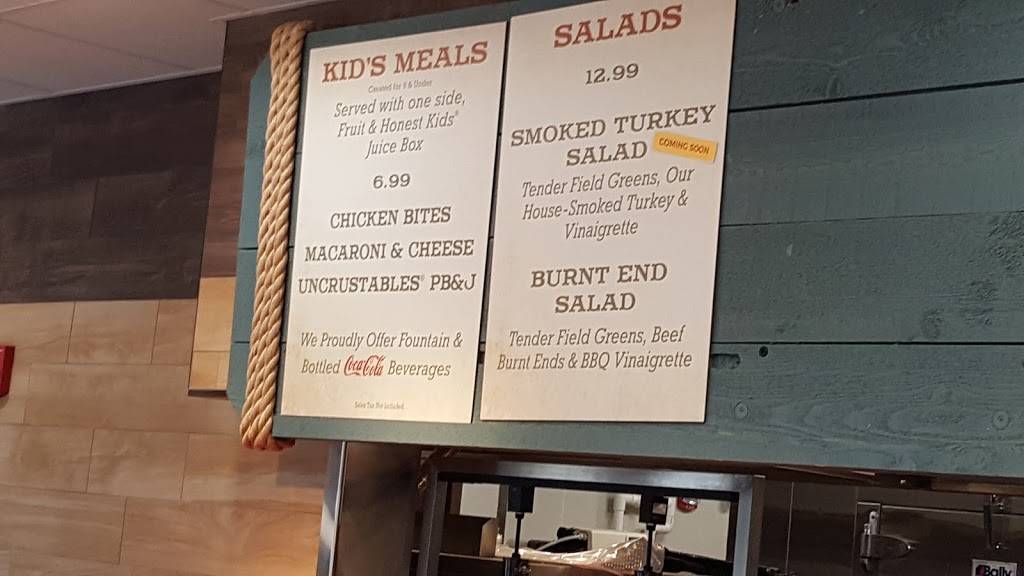 KID'S MEALS
Created for 9 & Under
Served with one side,
Fruit & Honest Kids®
Juice Box
6.99
CHICKEN BITES
MACARONI & CHEESE
UNCRUSTABLES® PB&J
We Proudly Offer Fountain &
Bottled Coca-Cola Beverages
Sales Tax Not Included
SALADS
12.99
SMOKED TURKEY
SALAD COMING SOON
Tender Field Greens, Our
House-Smoked Turkey &
Vinaigrette
BURNT END
SALAD
Tender Field Greens, Beef
Burnt Ends & BBQ Vinaigrette
Bally